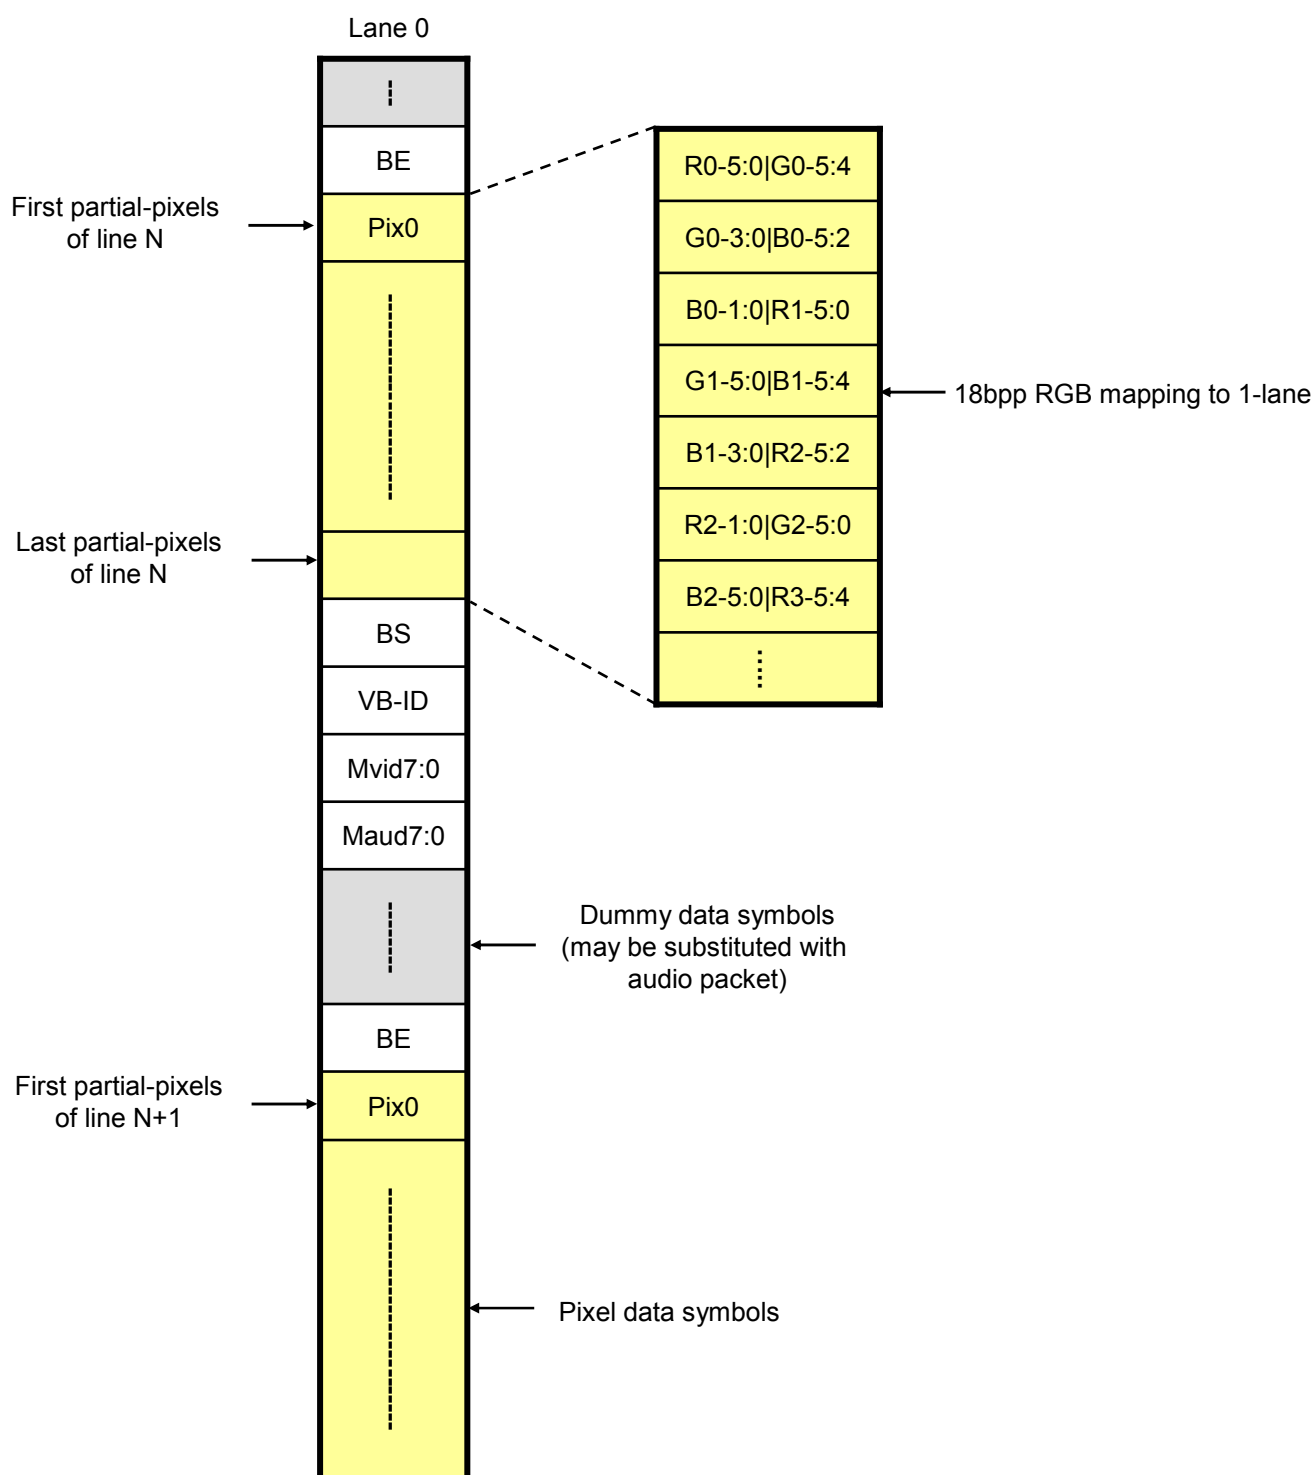 Lane 0
BE
First partial-pixels
of line N
Pix0
Last partial-pixels
of line N
BS
VB-ID
Mvid7:0
Maud7:0
Dummy data symbols
(may be substituted with
audio packet)
BE
First partial-pixels
of line N+1
Pix0
Pixel data symbols
R0-5:0|G0-5:4
G0-3:0|B0-5:2
B0-1:0|R1-5:0
G1-5:0|B1-5:4
B1-3:0|R2-5:2
R2-1:0|G2-5:0
B2-5:0|R3-5:4
18bpp RGB mapping to 1-lane